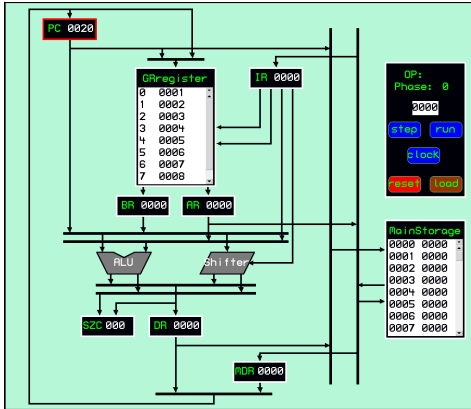 PC 0020
GRregister
0 0001
1 0002
2 0003
3 0004
4 0005
5 0006
6 0007
7 0008
IR 0000
OP:
Phase: 0
0000
step run
clock
reset load
BR 0000
AR 0000
ALU
Shifter
MainStorage
0000 0000
0001 0000
0002 0000
0003 0000
0004 0000
0005 0000
0006 0000
0007 0000
SZC 000
DR 0000
MDR 0000